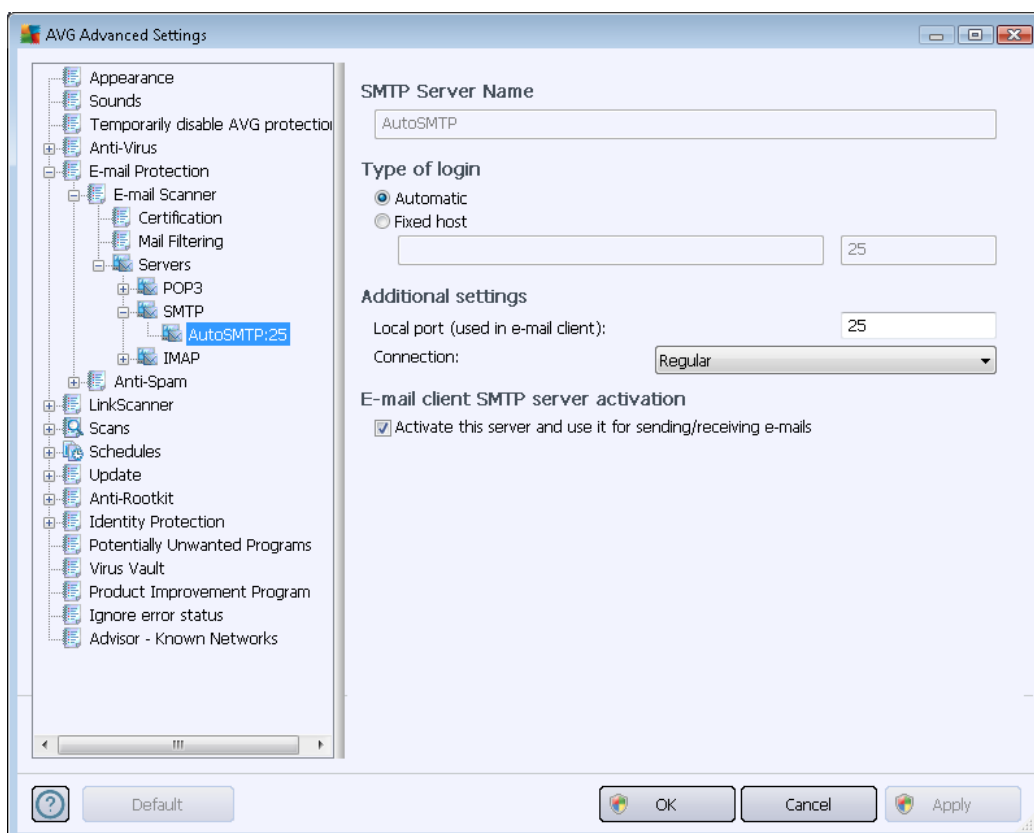 AVG Advanced Settings
Appearance
Sounds
Temporarily disable AVG protection
Anti-Virus
E-mail Protection
E-mail Scanner
Certification
Mail Filtering
Servers
POP3
SMTP
AutoSMTP:25
IMAP
Anti-Spam
LinkScanner
Scans
Schedules
Update
Anti-Rootkit
Identity Protection
Potentially Unwanted Programs
Virus Vault
Product Improvement Program
Ignore error status
Advisor - Known Networks
SMTP Server Name
AutoSMTP
Type of login
Automatic
Fixed host
25
Additional settings
Local port (used in e-mail client): 25
Connection: Regular
E-mail client SMTP server activation
Activate this server and use it for sending/receiving e-mails
? Default OK Cancel Apply